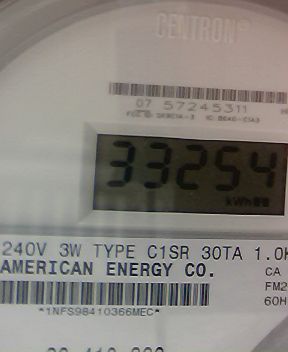 CENTRON®
07 57245311
33254
kWh
240V 3W TYPE C1SR 30TA 1.0K
AMERICAN ENERGY CO.
CA
FM2
60H
*1NFS98410366MEC*